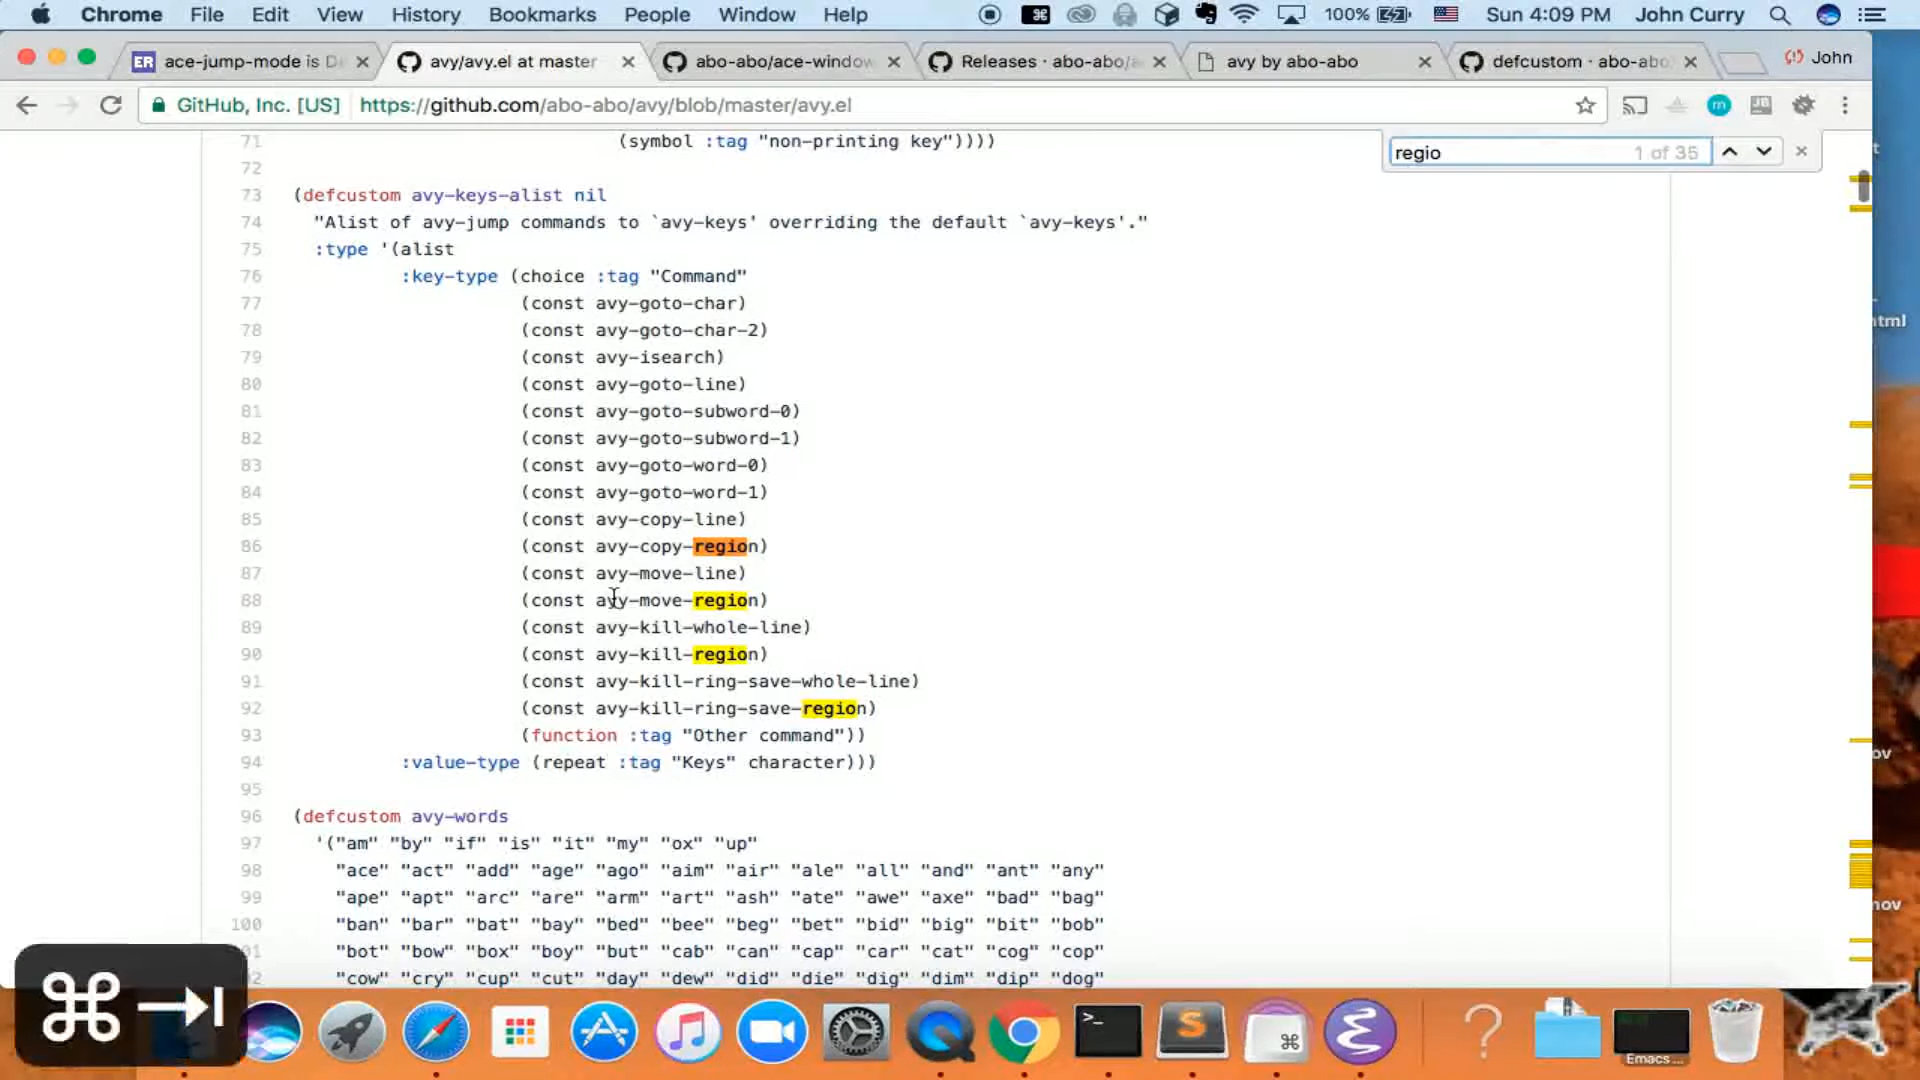 Chrome File Edit View History Bookmarks People Window Help 100% Sun 4:09 PM John Curry
ER ace-jump-mode is D avy/avy.el at master abo-abo/ace-window Releases · abo-abo/a avy by abo-abo defcustom · abo-abo John
GitHub, Inc. [US] https://github.com/abo-abo/avy/blob/master/avy.el
regio 1 of 35
71 (symbol :tag "non-printing key"))))
72
73 (defcustom avy-keys-alist nil
74 "Alist of avy-jump commands to `avy-keys' overriding the default `avy-keys'."
75 :type '(alist
76 :key-type (choice :tag "Command"
77 (const avy-goto-char)
78 (const avy-goto-char-2)
79 (const avy-isearch)
80 (const avy-goto-line)
81 (const avy-goto-subword-0)
82 (const avy-goto-subword-1)
83 (const avy-goto-word-0)
84 (const avy-goto-word-1)
85 (const avy-copy-line)
86 (const avy-copy-region)
87 (const avy-move-line)
88 (const avy-move-region)
89 (const avy-kill-whole-line)
90 (const avy-kill-region)
91 (const avy-kill-ring-save-whole-line)
92 (const avy-kill-ring-save-region)
93 (function :tag "Other command"))
94 :value-type (repeat :tag "Keys" character)))
95
96 (defcustom avy-words
97 '("am" "by" "if" "is" "it" "my" "ox" "up"
98 "ace" "act" "add" "age" "ago" "aim" "air" "ale" "all" "and" "ant" "any"
99 "ape" "apt" "arc" "are" "arm" "art" "ash" "ate" "awe" "axe" "bad" "bag"
100 "ban" "bar" "bat" "bay" "bed" "bee" "beg" "bet" "bid" "big" "bit" "bob"
01 "bot" "bow" "box" "boy" "but" "cab" "can" "cap" "car" "cat" "cog" "cop"
2 "cow" "cry" "cup" "cut" "day" "dew" "did" "die" "dig" "dim" "dip" "dog"
html
ov
nov
⌘ →|
Emacs ...